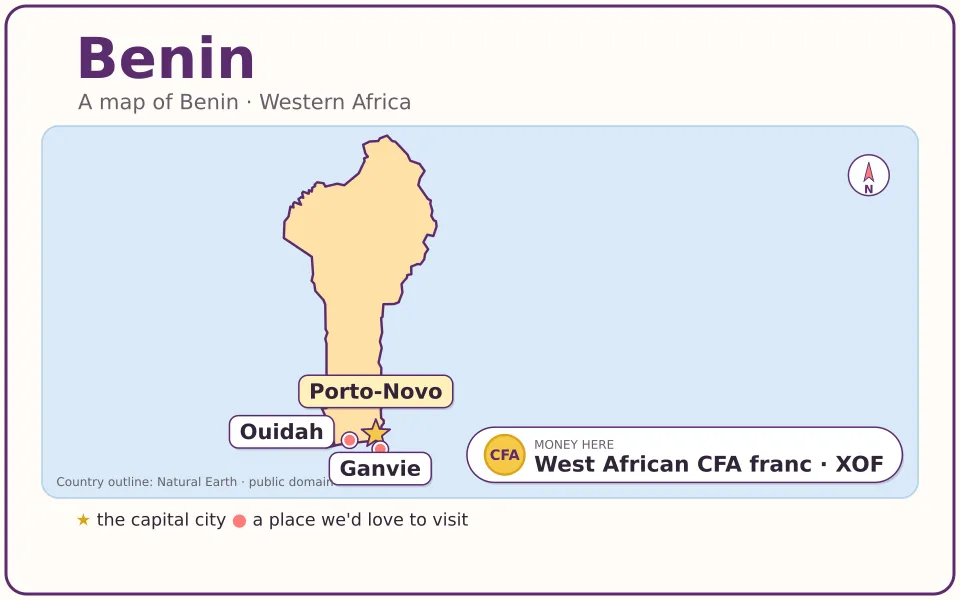 Benin
A map of Benin · Western Africa
N
Porto-Novo
Ouidah
Ganvie
CFA
MONEY HERE
West African CFA franc · XOF
Country outline: Natural Earth · public domain
★ the capital city ● a place we'd love to visit